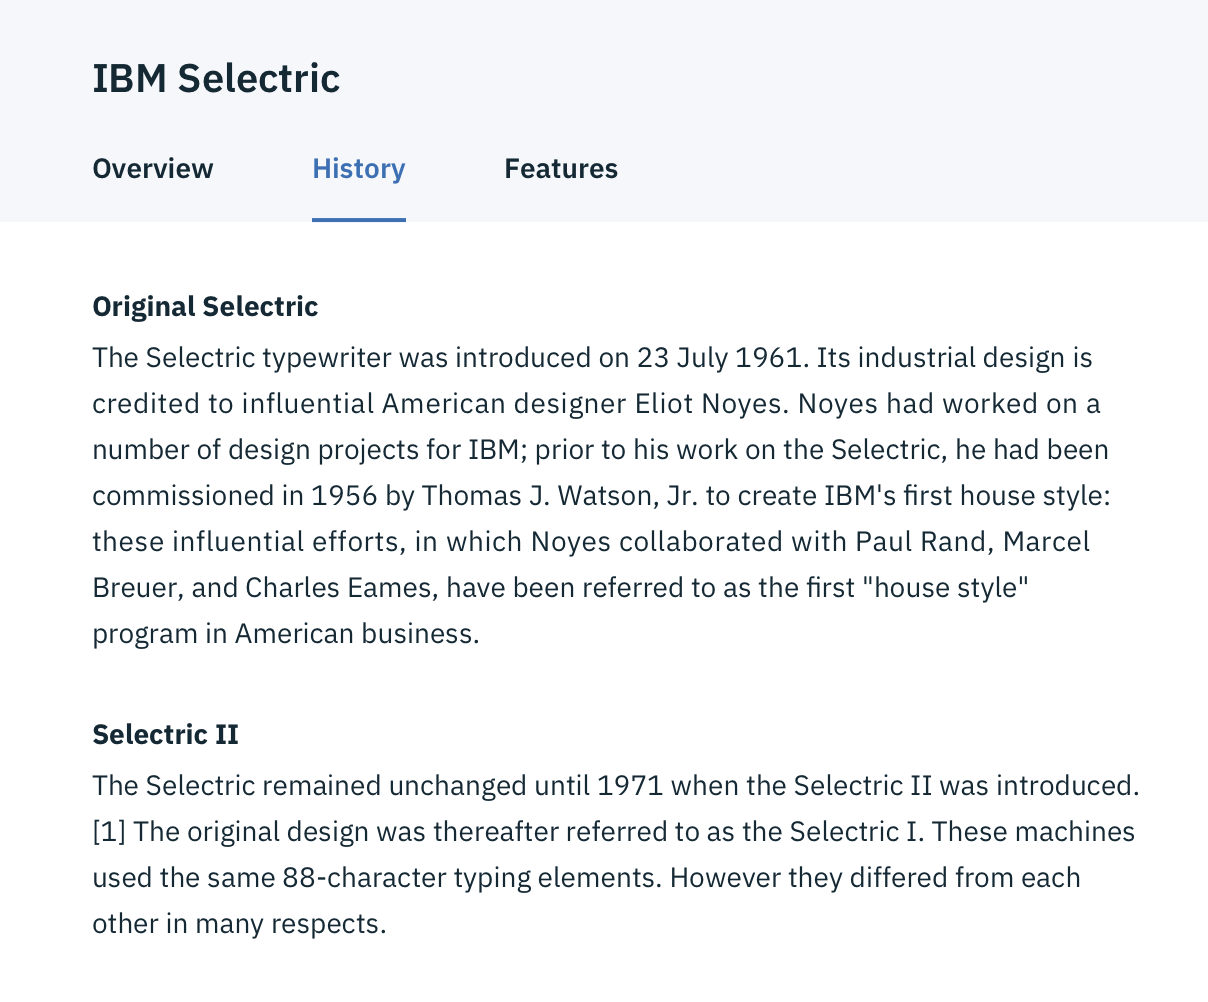 IBM Selectric
Overview History Features
Original Selectric
The Selectric typewriter was introduced on 23 July 1961. Its industrial design is
credited to influential American designer Eliot Noyes. Noyes had worked on a
number of design projects for IBM; prior to his work on the Selectric, he had been
commissioned in 1956 by Thomas J. Watson, Jr. to create IBM's first house style:
these influential efforts, in which Noyes collaborated with Paul Rand, Marcel
Breuer, and Charles Eames, have been referred to as the first "house style"
program in American business.
Selectric II
The Selectric remained unchanged until 1971 when the Selectric II was introduced.
[1] The original design was thereafter referred to as the Selectric I. These machines
used the same 88-character typing elements. However they differed from each
other in many respects.